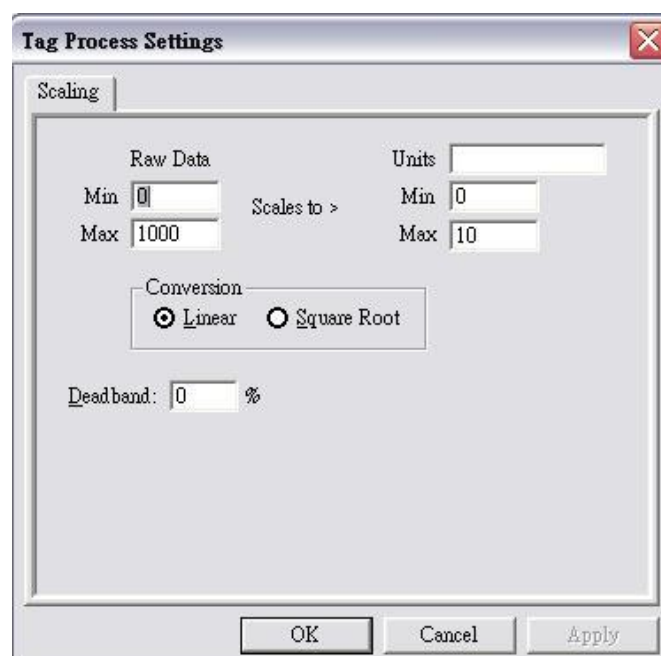 Tag Process Settings
Scaling
Raw Data
Units
Min 0
Scales to >
Min 0
Max 1000
Max 10
Conversion
Linear
Square Root
Deadband: 0 %
OK
Cancel
Apply